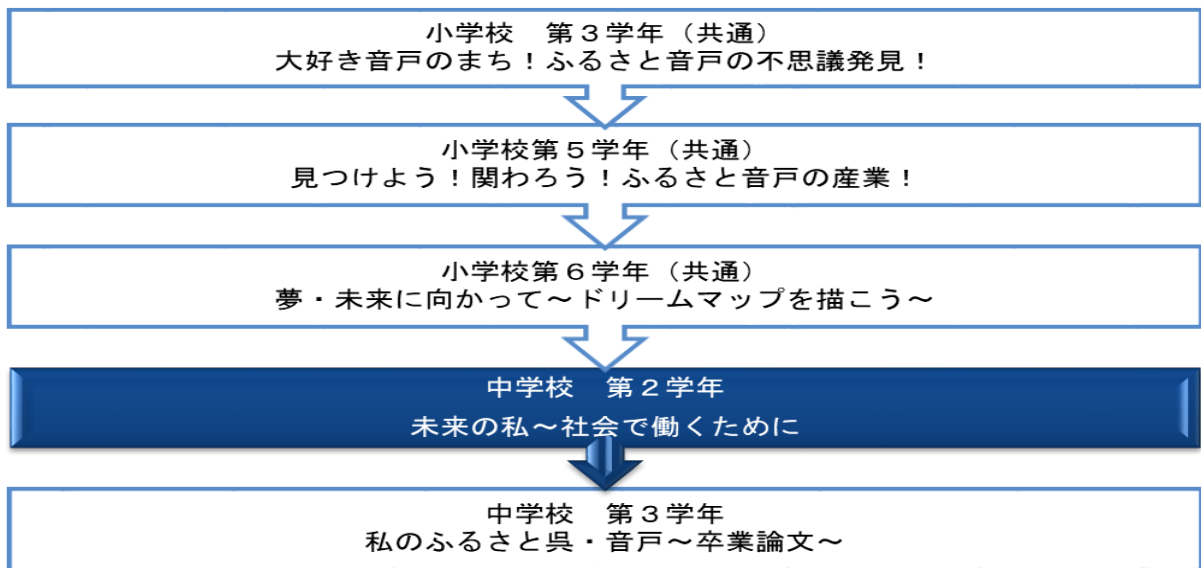 小学校　第３学年（共通）
大好き音戸のまち！ふるさと音戸の不思議発見！
小学校第５学年（共通）
見つけよう！関わろう！ふるさと音戸の産業！
小学校第６学年（共通）
夢・未来に向かって～ドリームマップを描こう～
中学校　第２学年
未来の私～社会で働くために
中学校　第３学年
私のふるさと呉・音戸～卒業論文～